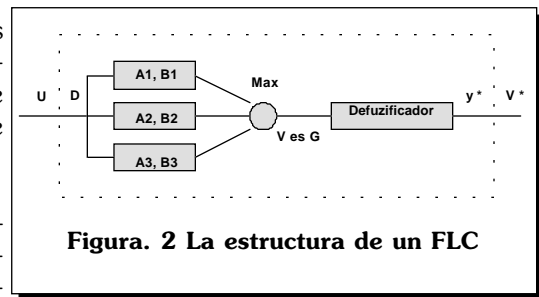 A1, B1
Max
U D A2, B2 Defuzificador y * V *
V es G
A3, B3
Figura. 2 La estructura de un FLC